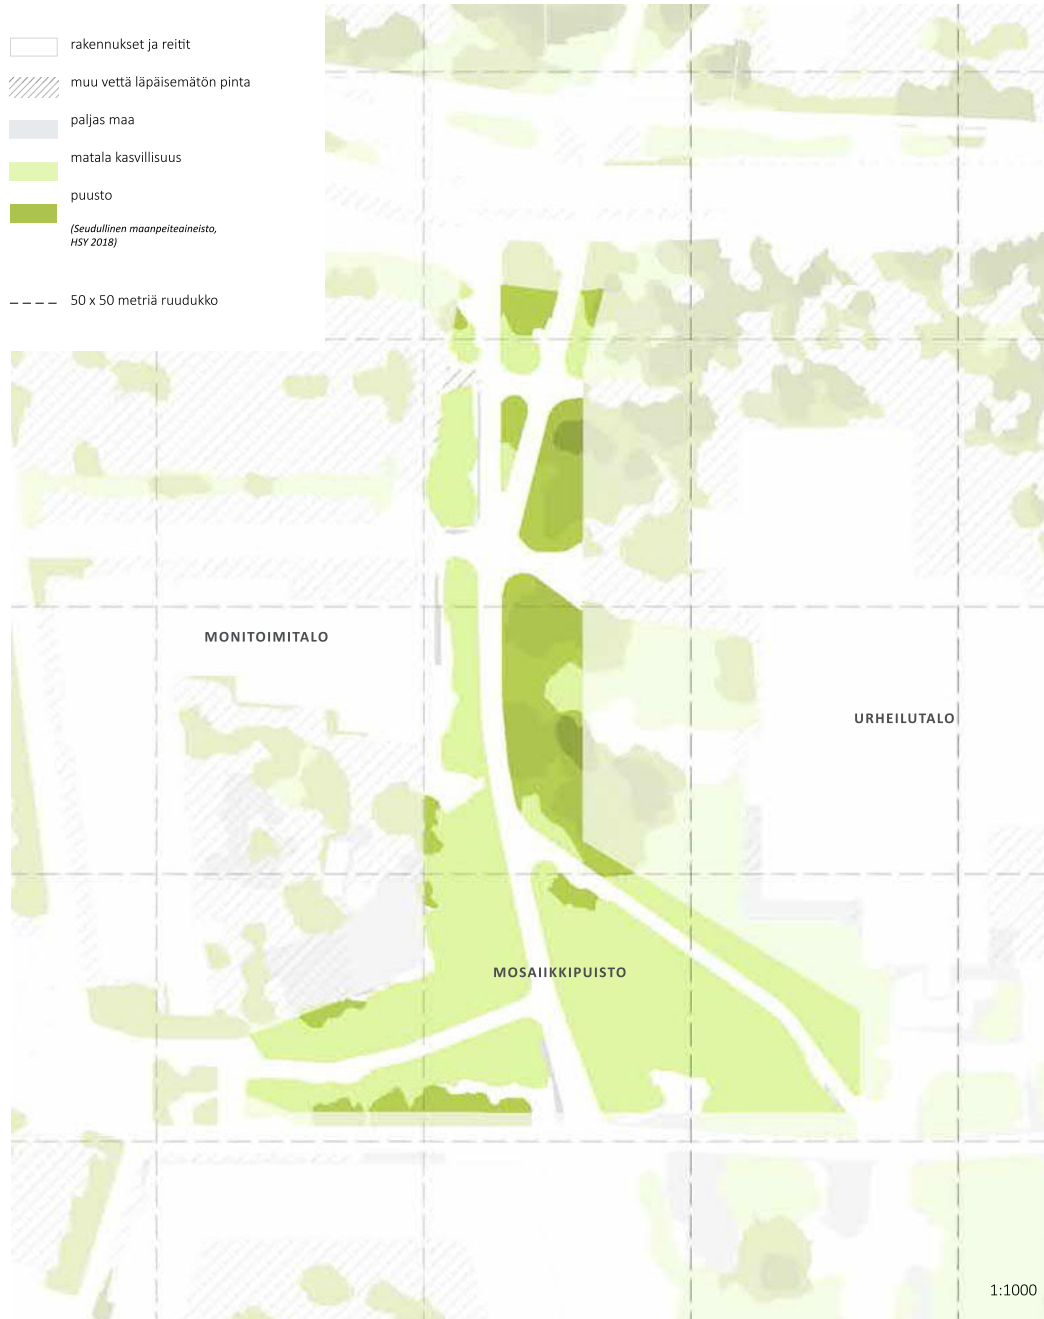 rakennukset ja reitit
muu vettä läpäisemätön pinta
paljas maa
matala kasvillisuus
puusto
(Seudullinen maanpeiteaineisto,
HSY 2018)
50 x 50 metriä ruudukko
MONITOIMITALO
URHEILUTALO
MOSAIIKKIPUISTO
1:1000